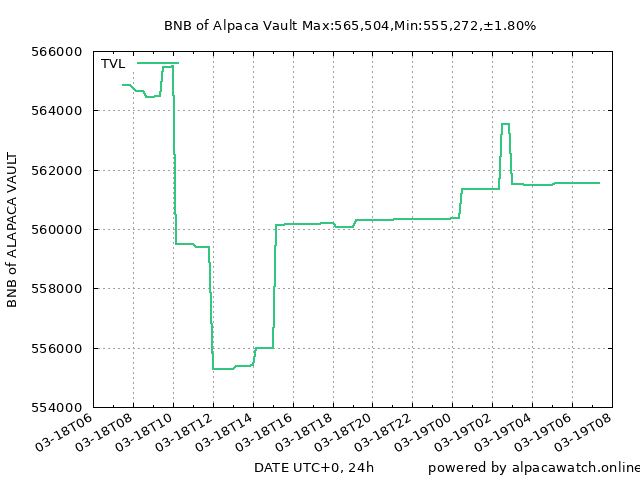 BNB of Alpaca Vault Max:565,504,Min:555,272,±1.80%
566000
TVL
564000
562000
560000
558000
556000
554000
BNB of ALAPACA VAULT
03-18T06
03-18T08
03-18T10
03-18T12
03-18T14
03-18T16
03-18T18
03-18T20
03-18T22
03-19T00
03-19T02
03-19T04
03-19T06
03-19T08
DATE UTC+0, 24h
powered by alpacawatch.online